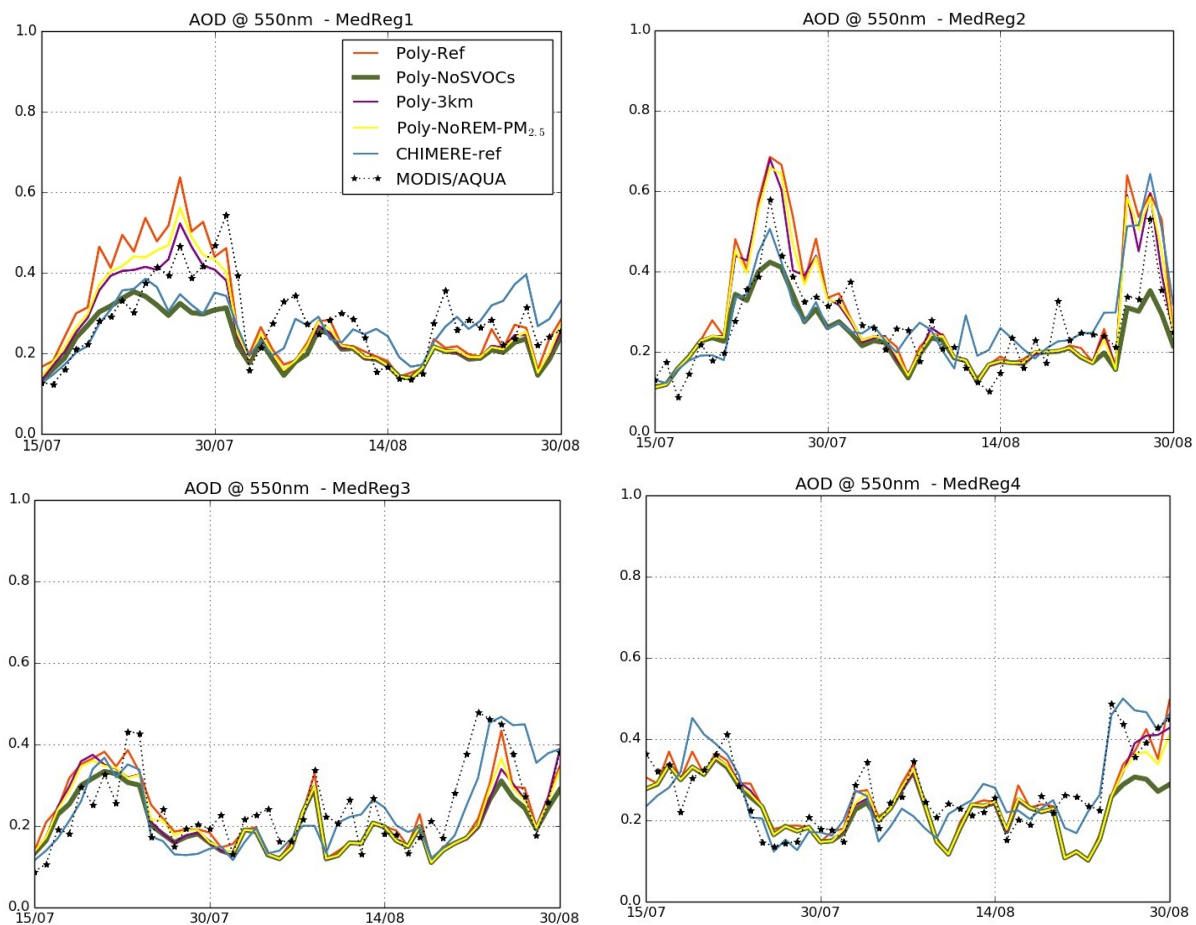 AOD @ 550nm - MedReg1
1.0
0.8
0.6
0.4
0.2
0.0
15/07 30/07 14/08 30/08
Poly-Ref
Poly-NoSVOCs
Poly-3km
Poly-NoREM-PM2.5
CHIMERE-ref
MODIS/AQUA
AOD @ 550nm - MedReg2
1.0
0.8
0.6
0.4
0.2
0.0
15/07 30/07 14/08 30/08
AOD @ 550nm - MedReg3
1.0
0.8
0.6
0.4
0.2
0.0
15/07 30/07 14/08 30/08
AOD @ 550nm - MedReg4
1.0
0.8
0.6
0.4
0.2
0.0
15/07 30/07 14/08 30/08